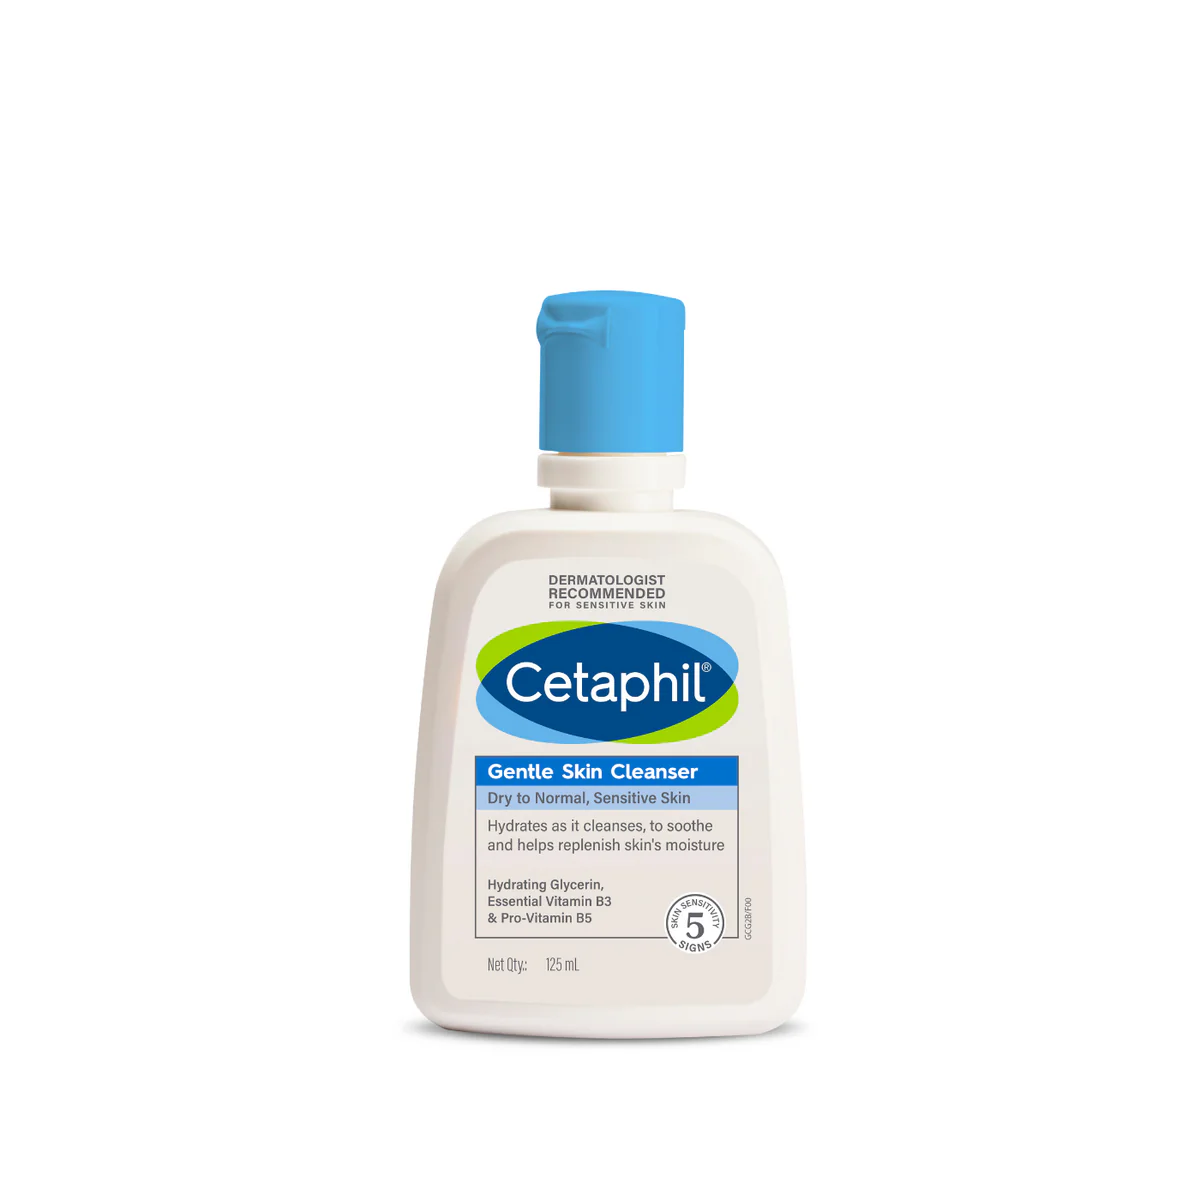 DERMATOLOGIST
RECOMMENDED
FOR SENSITIVE SKIN
Cetaphil®
Gentle Skin Cleanser
Dry to Normal, Sensitive Skin
Hydrates as it cleanses, to soothe
and helps replenish skin's moisture
Hydrating Glycerin,
Essential Vitamin B3
& Pro-Vitamin B5
SKIN SENSITIVITY
5
SIGNS
GCG2B/F00
Net Qty.: 125 mL